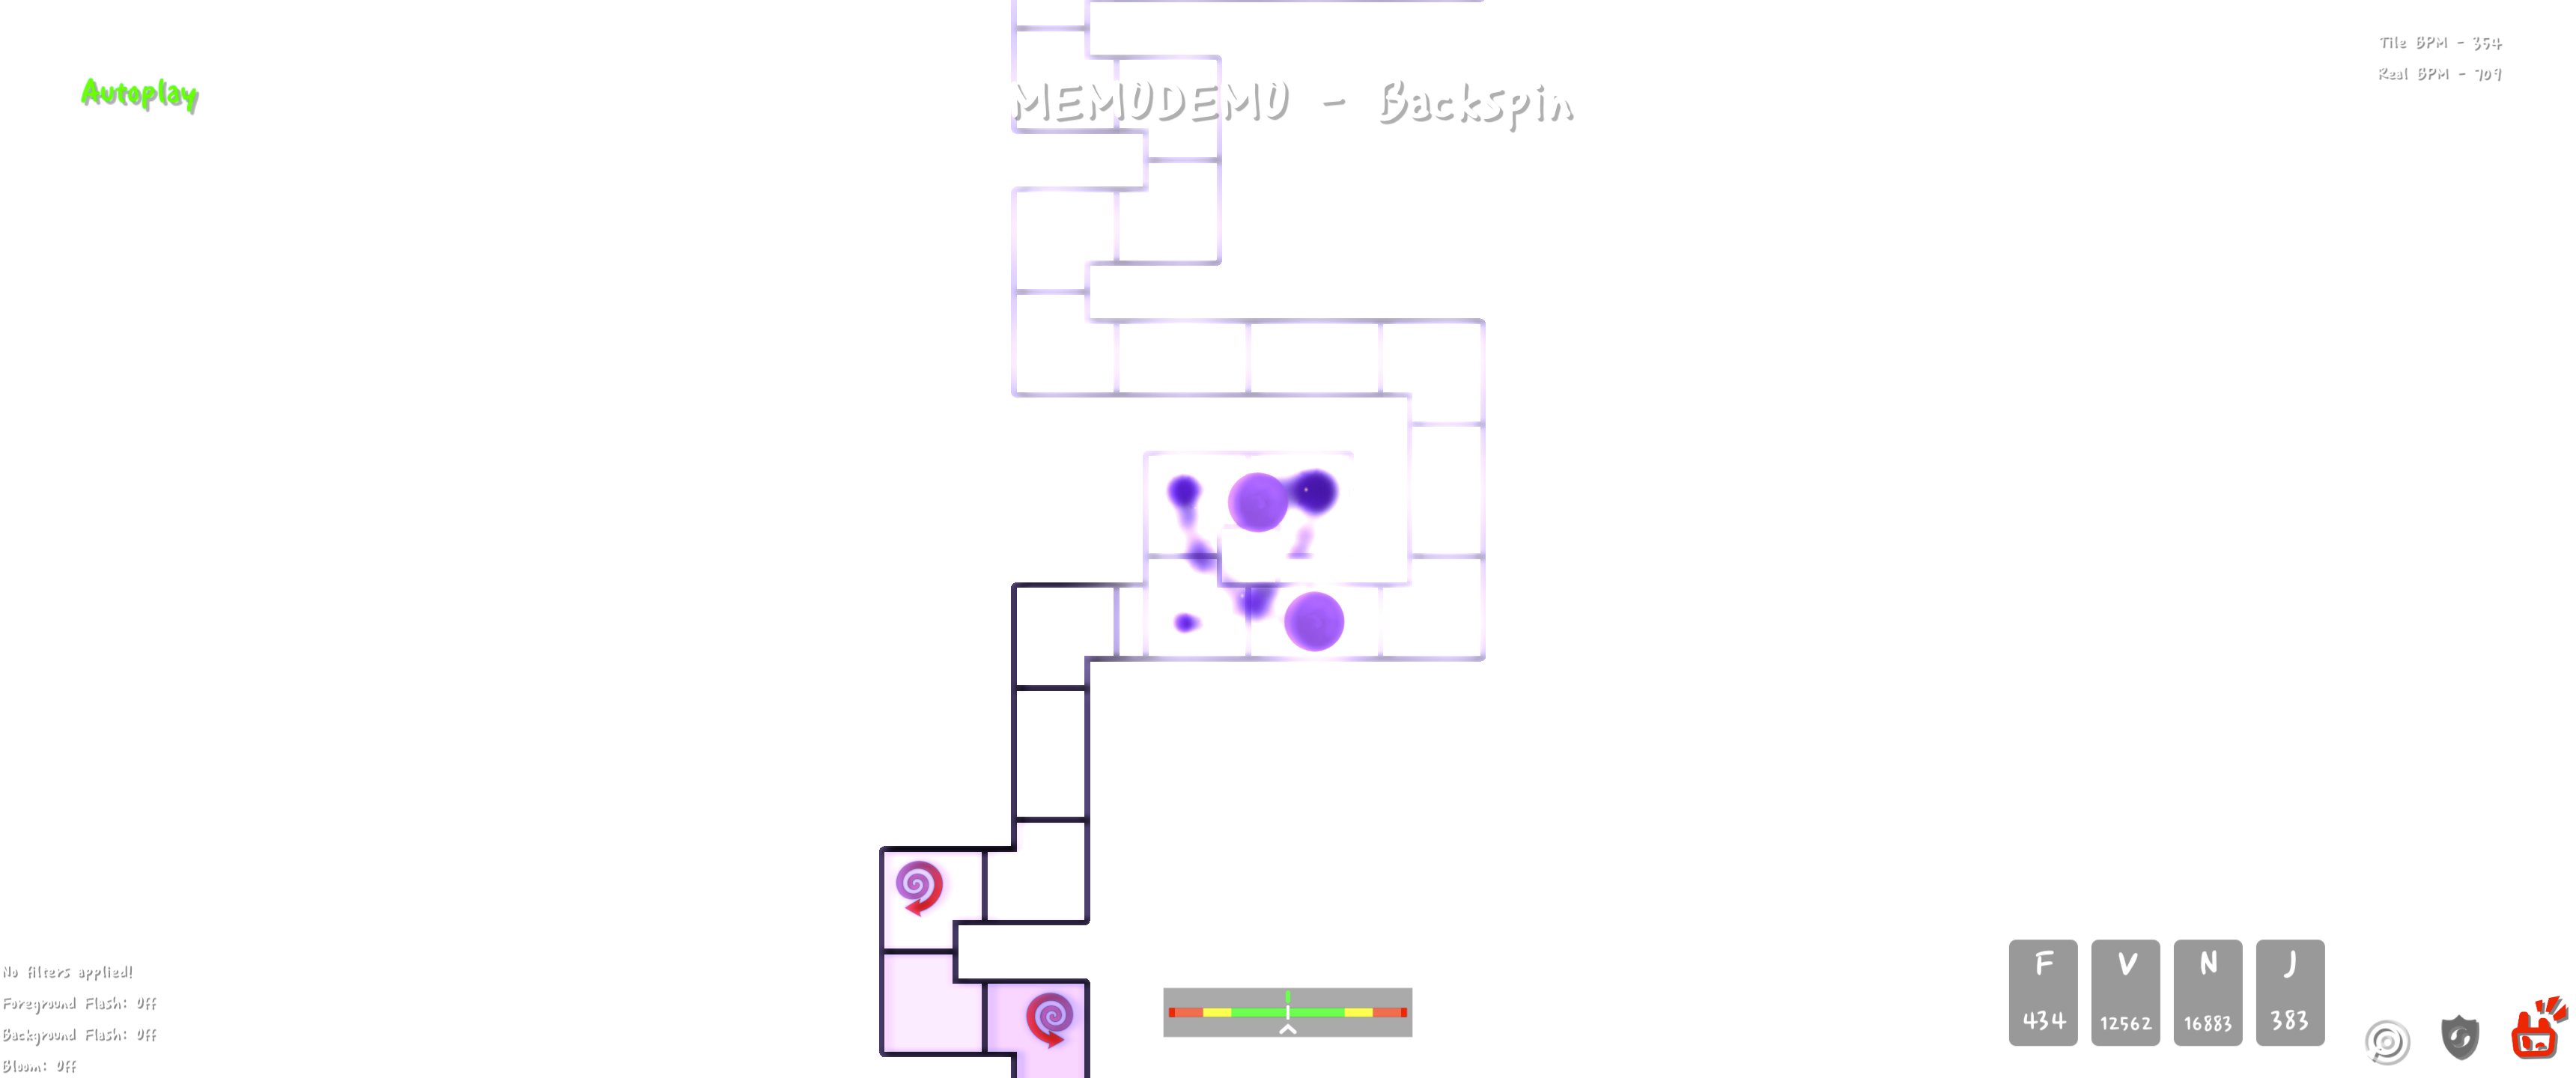 Tile BPM - 354
Real BPM - 709
Autoplay
MEMODEMO - Backspin
No filters applied!
Foreground Flash: Off
Background Flash: Off
Bloom: Off
F V N J
434 12562 16883 383